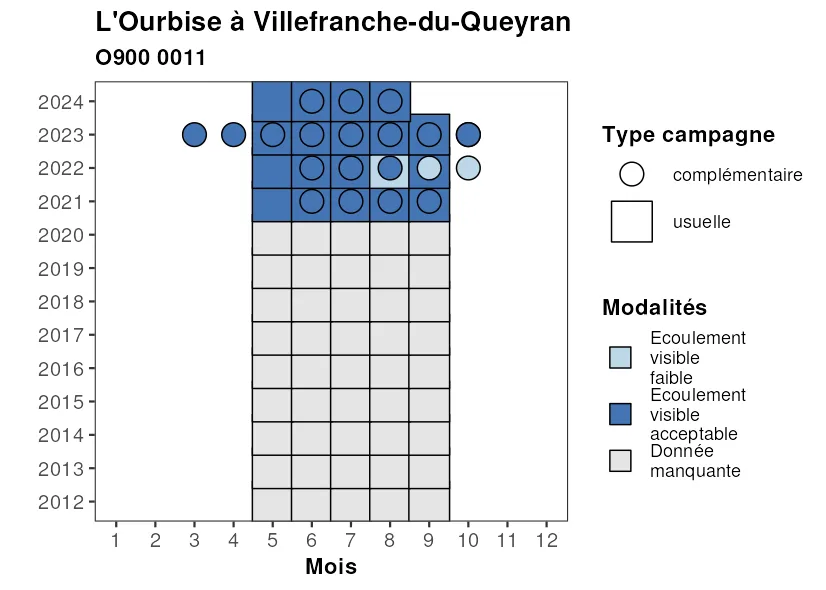 L'Ourbise à Villefranche-du-Queyran
O900 0011
2024
2023
2022
2021
2020
2019
2018
2017
2016
2015
2014
2013
2012
1 2 3 4 5 6 7 8 9 10 11 12
Mois
Type campagne
complémentaire
usuelle
Modalités
Ecoulement
visible
faible
Ecoulement
visible
acceptable
Donnée
manquante